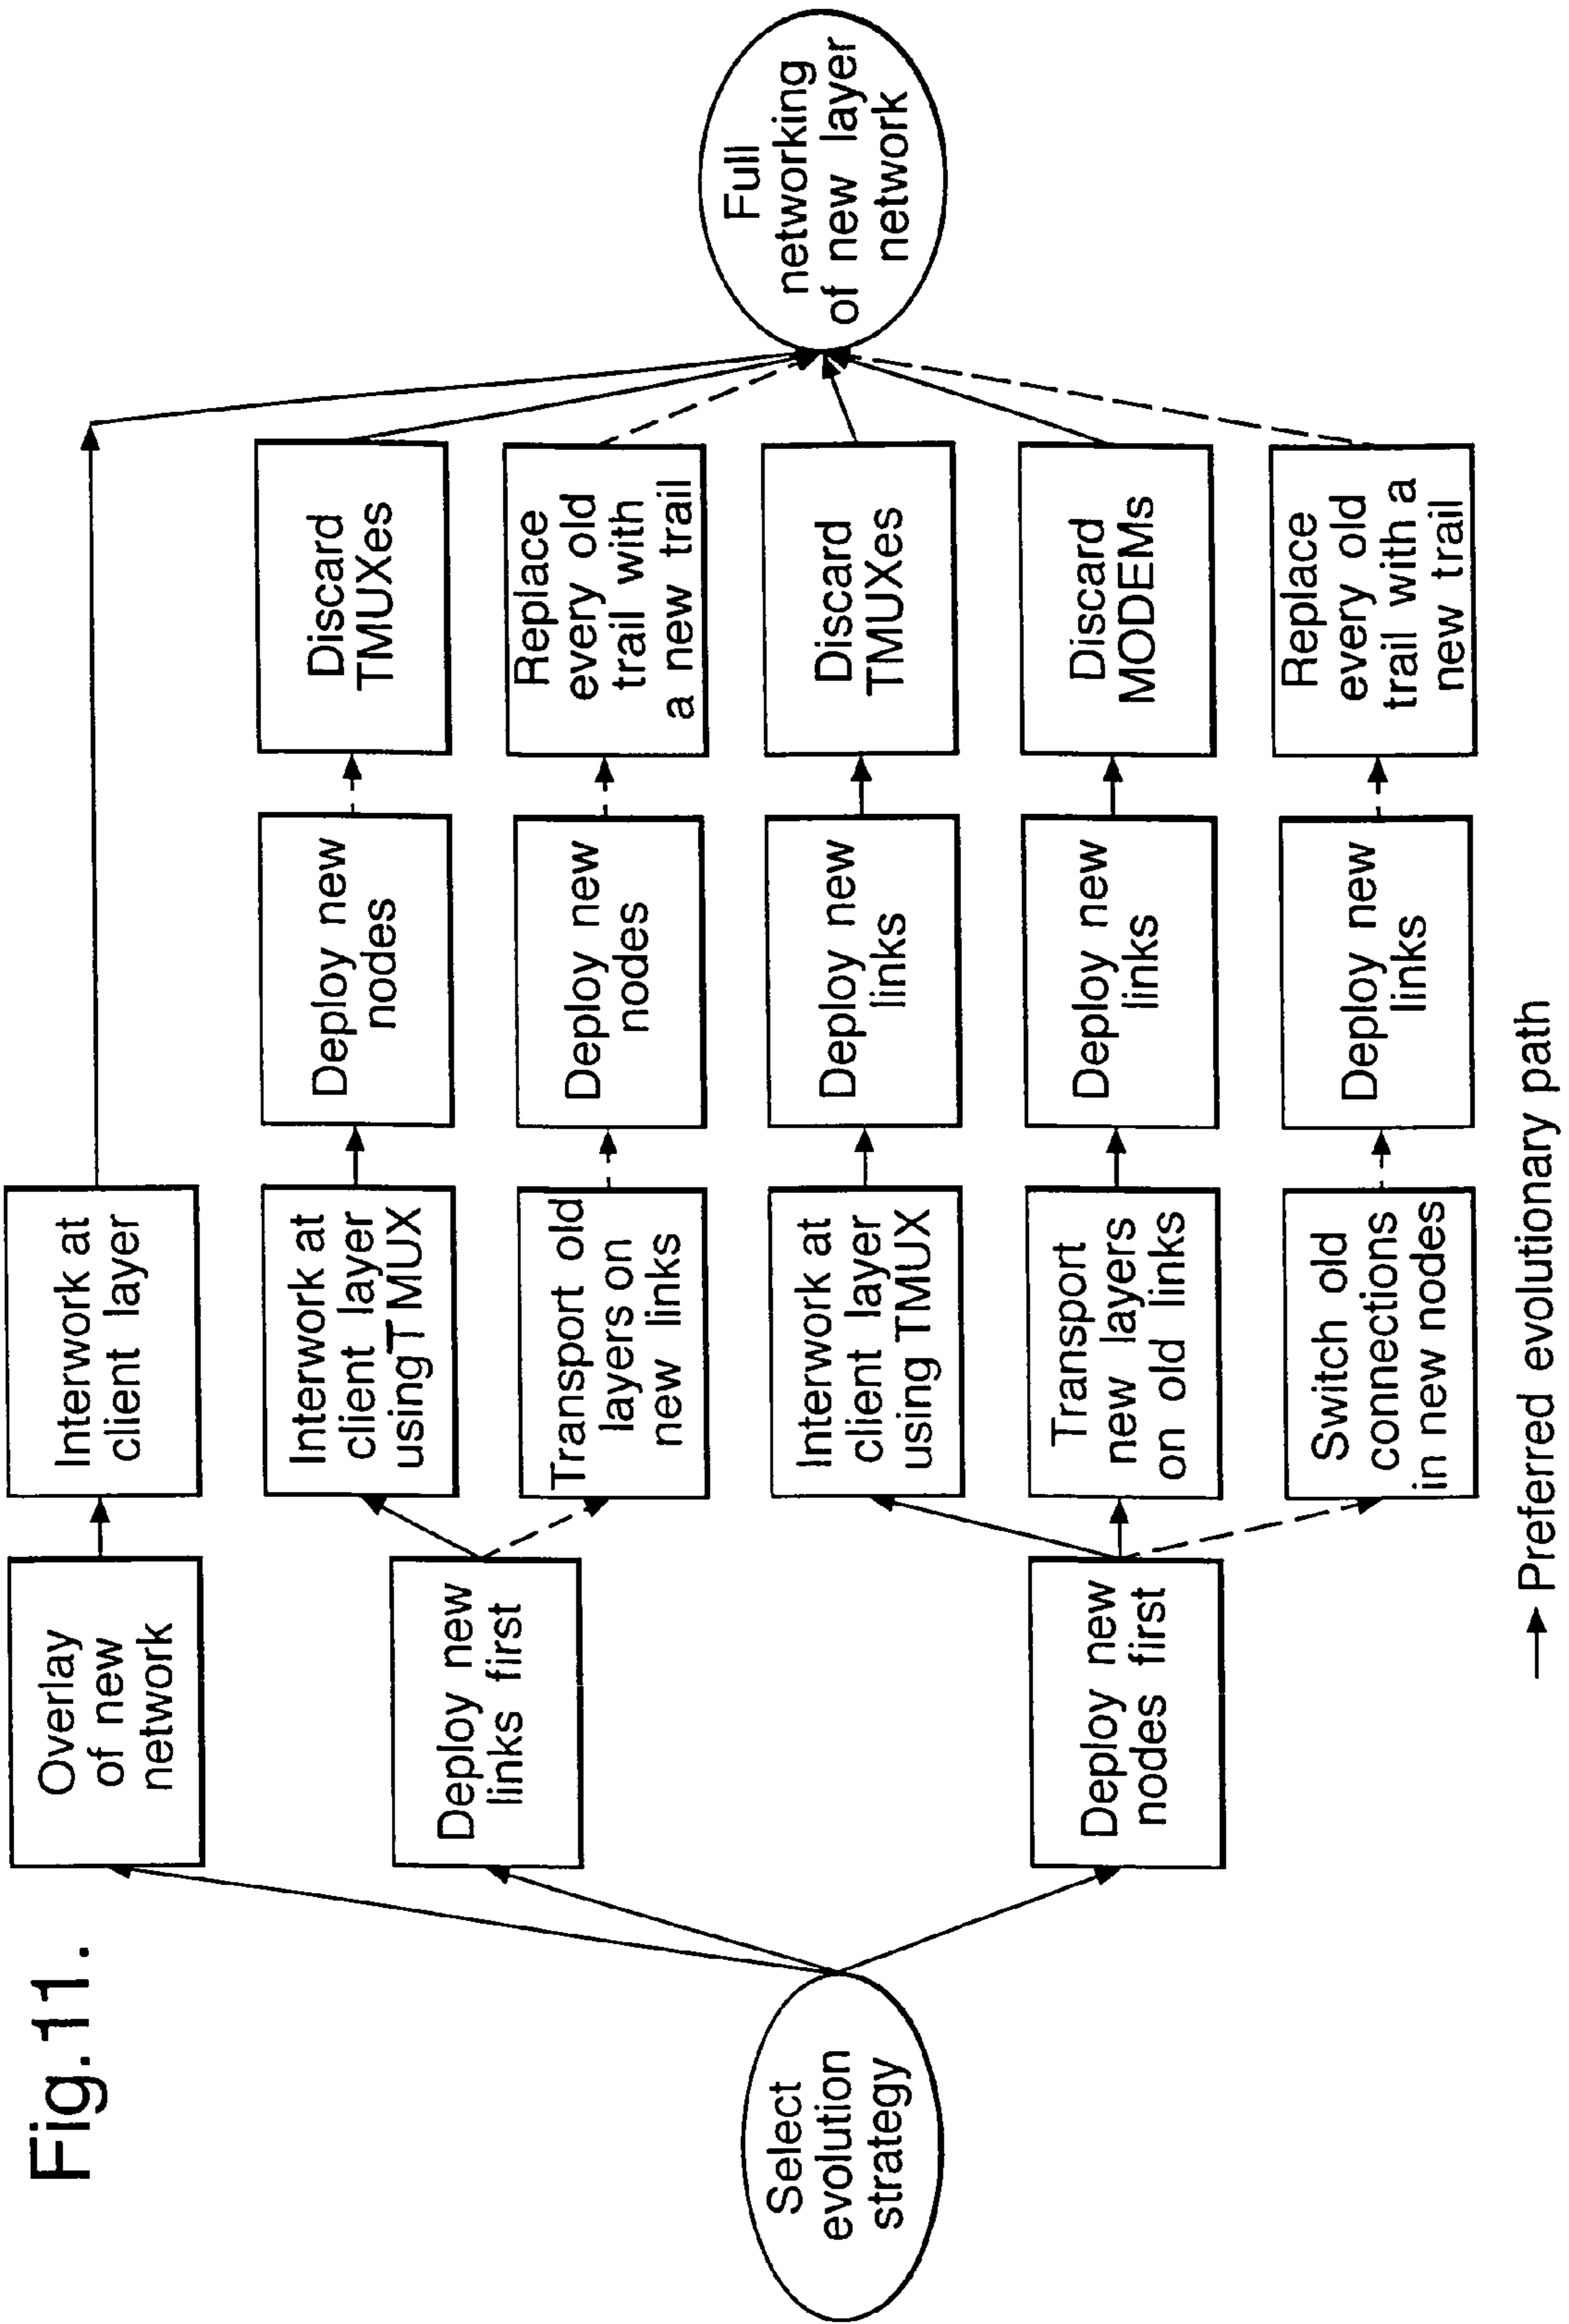 Fig.11.
Select
evolution
strategy
Overlay
of new
network
Deploy new
links first
Deploy new
nodes first
Interwork at
client layer
Interwork at
client layer
using TMUX
Transport old
layers on
new links
Interwork at
client layer
using TMUX
Transport
new layers
on old links
Switch old
connections
in new nodes
Deploy new
nodes
Deploy new
nodes
Deploy new
links
Deploy new
links
Deploy new
links
Discard
TMUXes
Replace
every old
trail with
a new trail
Discard
TMUXes
Discard
MODEMs
Replace
every old
trail with a
new trail
Full
networking
of new layer
network
Preferred evolutionary path